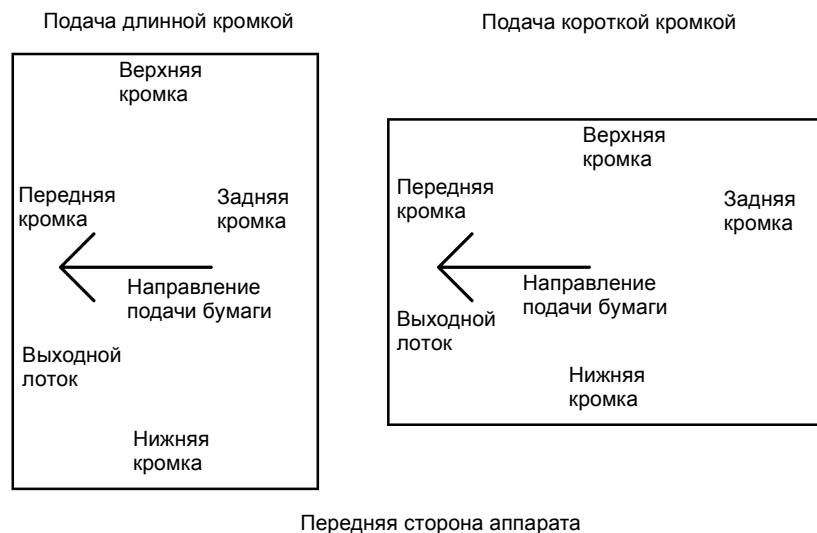 Подача длинной кромкой
Верхняя
кромка
Передняя
кромка
Задняя
кромка
Направление
подачи бумаги
Выходной
лоток
Нижняя
кромка
Подача короткой кромкой
Верхняя
кромка
Передняя
кромка
Задняя
кромка
Направление
подачи бумаги
Выходной
лоток
Нижняя
кромка
Передняя сторона аппарата